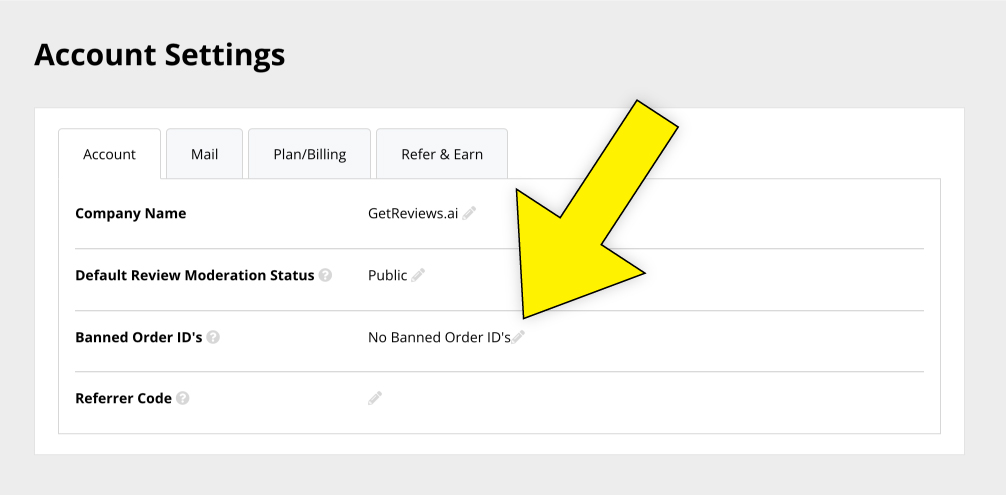 Account Settings
Account
Mail
Plan/Billing
Refer & Earn
Company Name
GetReviews.ai
Default Review Moderation Status ?
Public
Banned Order ID's ?
No Banned Order ID's
Referrer Code ?